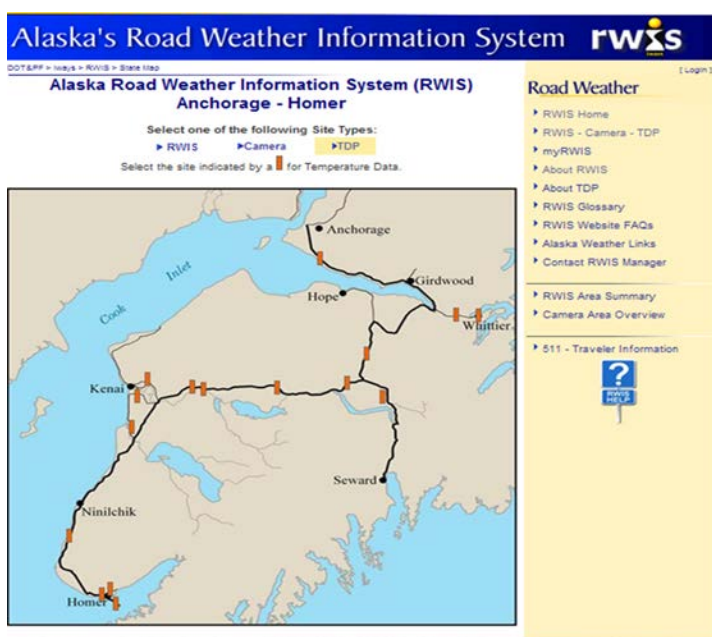 Alaska's Road Weather Information System rwis
DOT&PF > Iways > RWIS > State Map
[ Login ]
Alaska Road Weather Information System (RWIS)
Anchorage - Homer
Select one of the following Site Types:
RWIS Camera TDP
Select the site indicated by a for Temperature Data.
Anchorage
Cook Inlet
Girdwood
Hope
Whittier
Kenai
Seward
Ninilchik
Homer
Road Weather
RWIS Home
RWIS - Camera - TDP
myRWIS
About RWIS
About TDP
RWIS Glossary
RWIS Website FAQs
Alaska Weather Links
Contact RWIS Manager
RWIS Area Summary
Camera Area Overview
511 - Traveler Information
?
RWIS
HELP